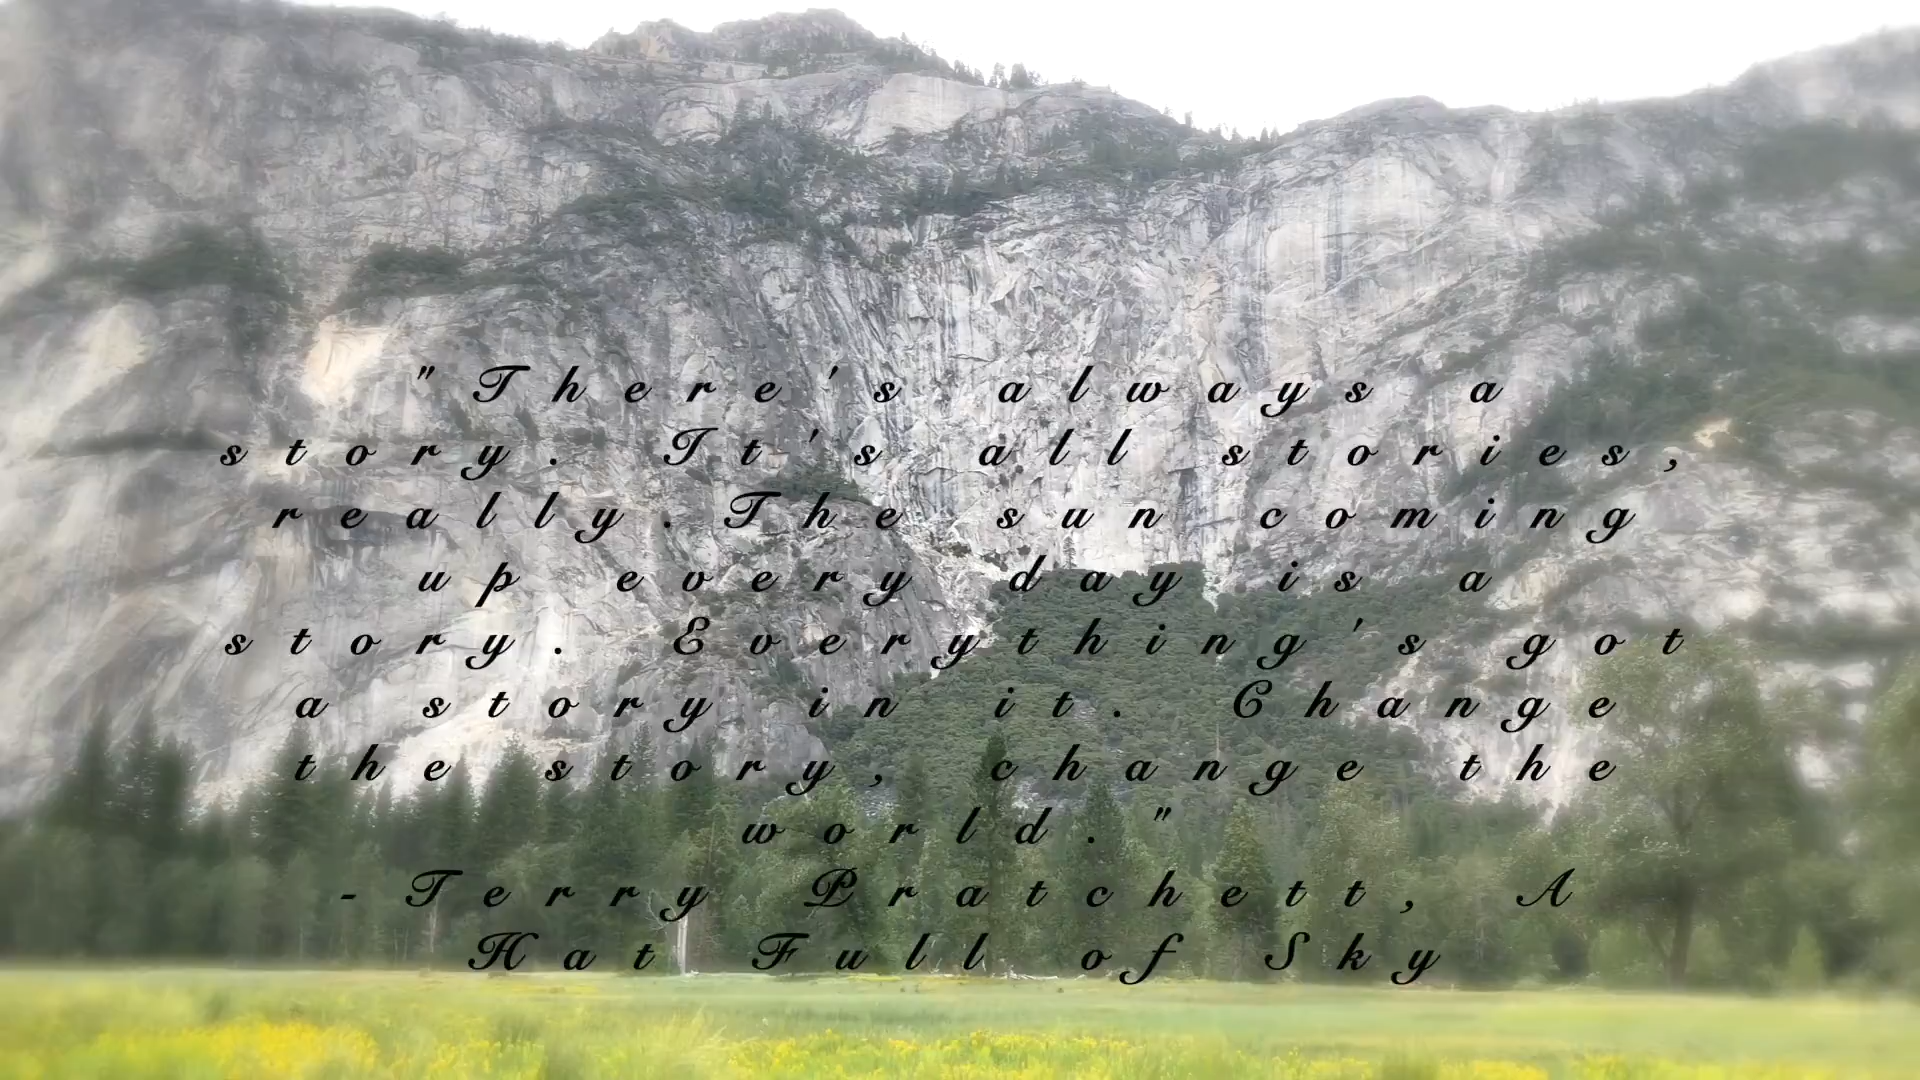 "There's always a
story. It's all stories,
really.The sun coming
up every day is a
story. Everything's got
a story in it. Change
the story, change the
world."
- Terry Pratchett, A
Hat Full of Sky